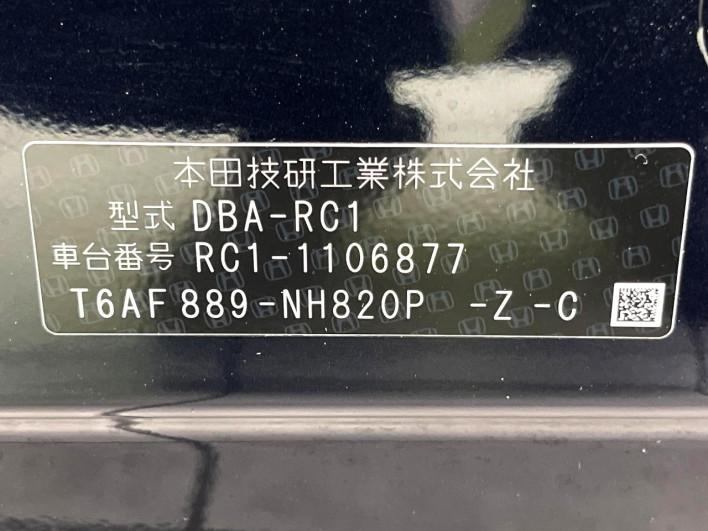 本田技研工業株式会社
型式 DBA-RC1
車台番号 RC1-1106877
T6AF 889-NH820P -Z -C